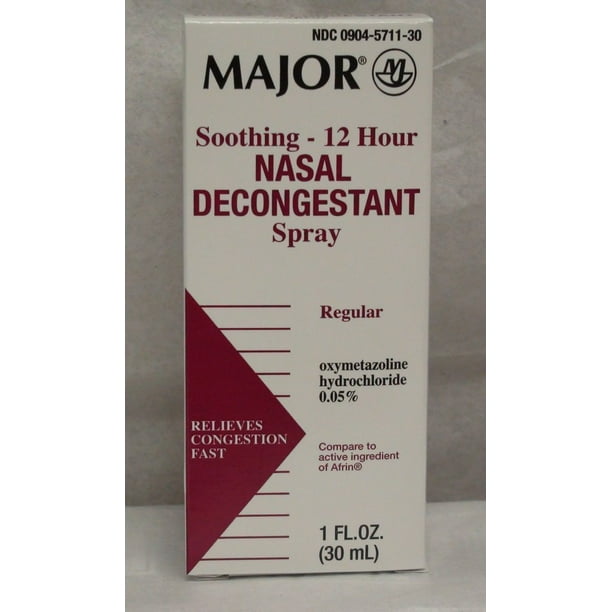 NDC 0904-5711-30
MAJOR®
Soothing - 12 Hour
NASAL
DECONGESTANT
Spray
Regular
oxymetazoline
hydrochloride
0.05%
RELIEVES
CONGESTION
FAST
Compare to
active ingredient
of Afrin®
1 FL.OZ.
(30 mL)